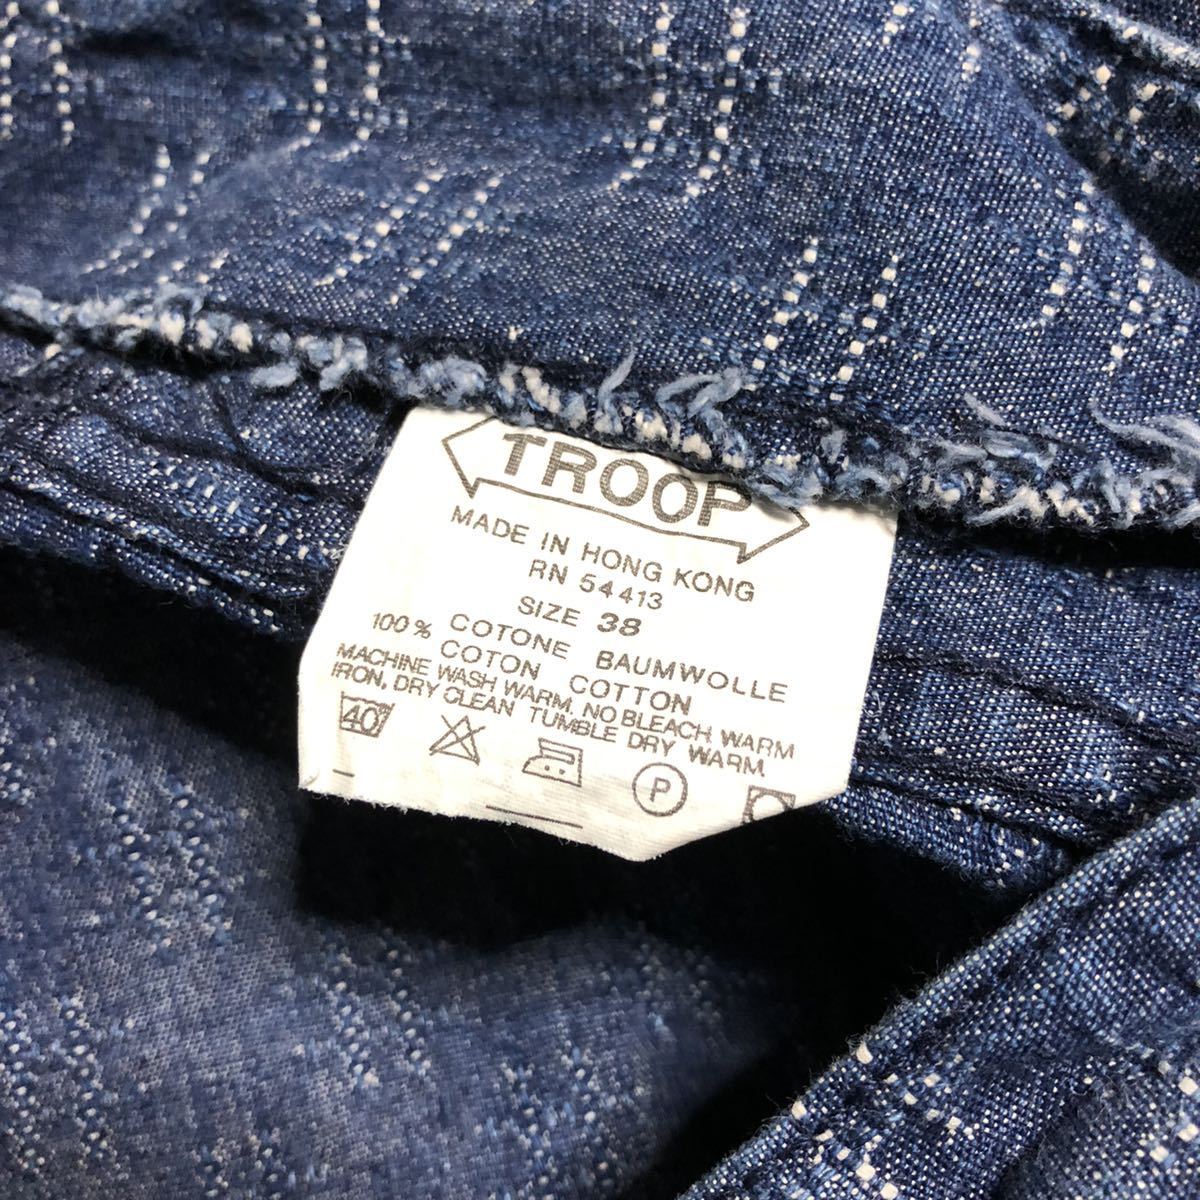 TROOP
MADE IN HONG KONG
RN 54413
SIZE 38
100% COTONE BAUMWOLLE
COTON COTTON
MACHINE WASH WARM. NO BLEACH WARM
IRON, DRY CLEAN TUMBLE DRY WARM.
40°
P